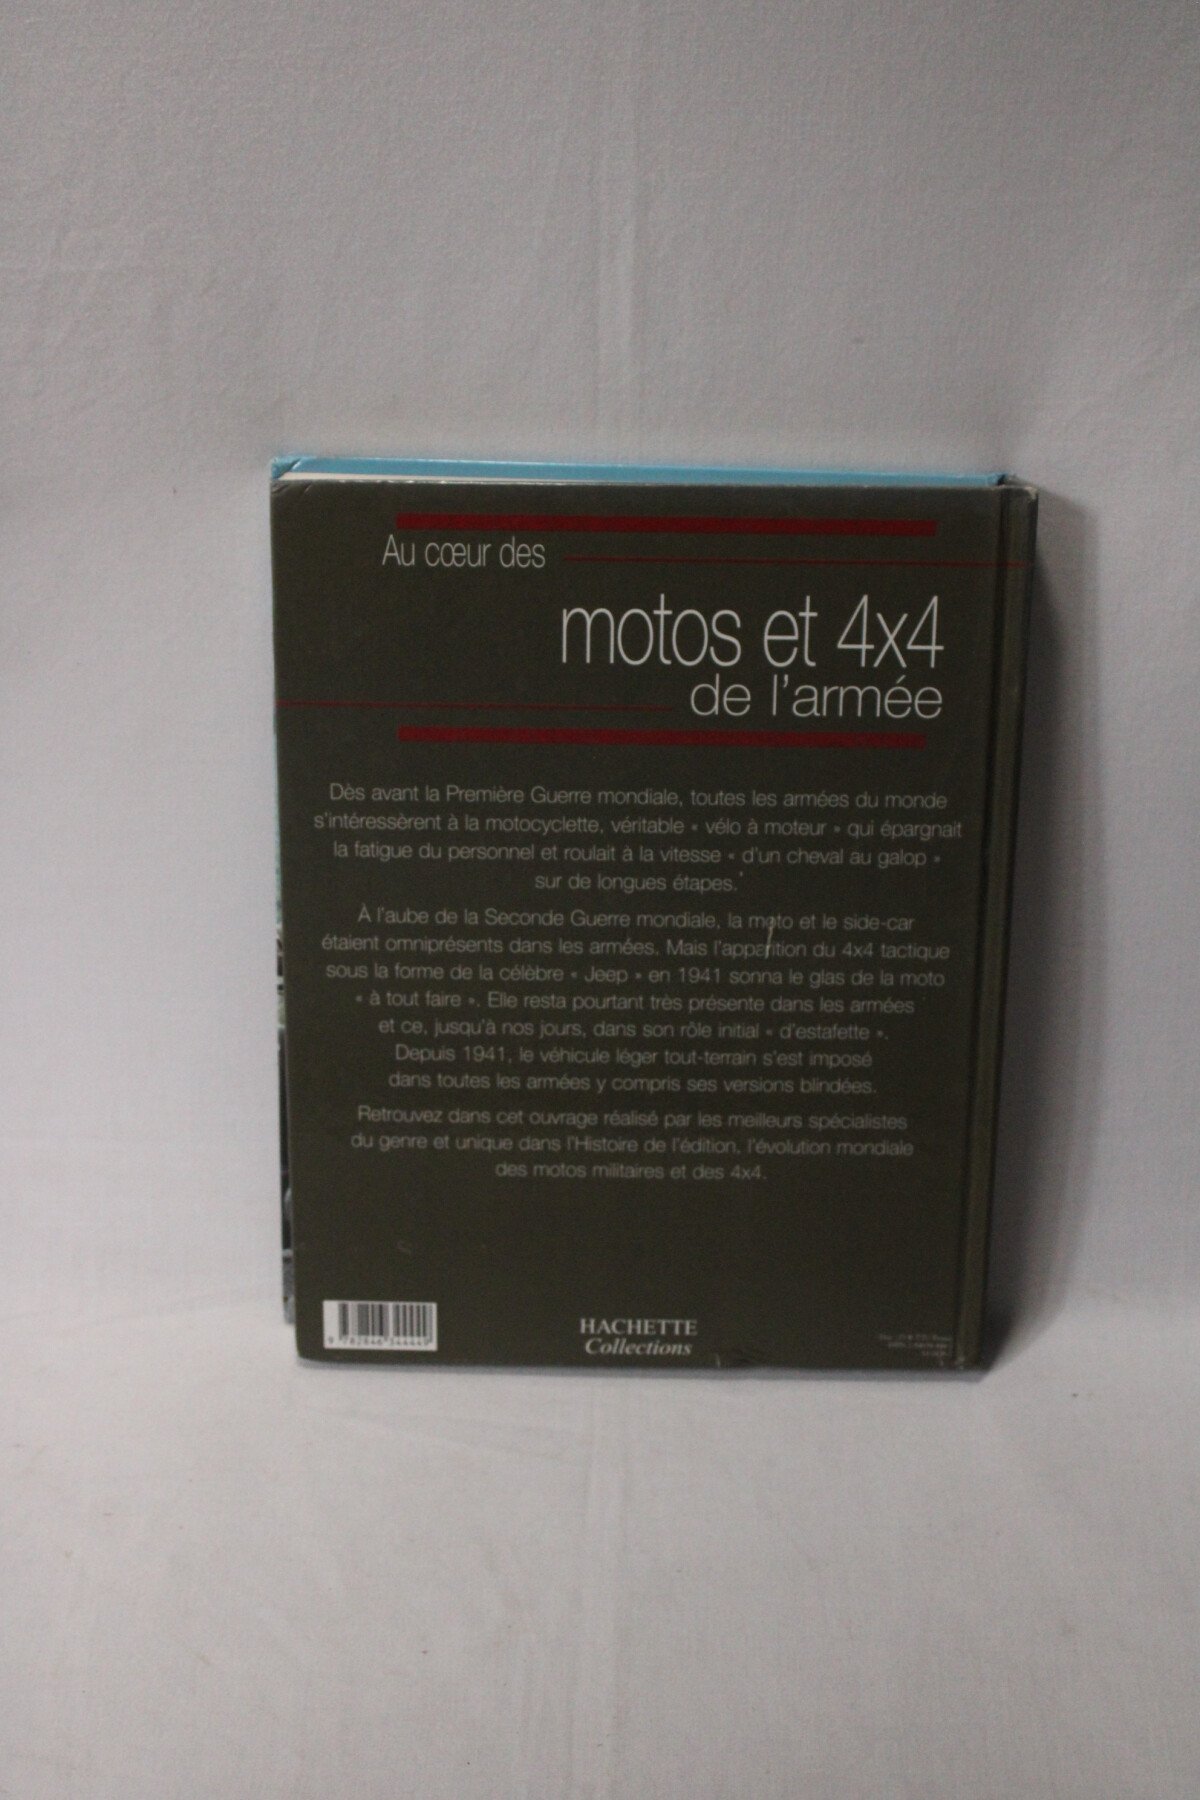 Au cœur des
motos et 4x4
de l'armée
Dès avant la Première Guerre mondiale, toutes les armées du monde
s'intéressèrent à la motocyclette, véritable « vélo à moteur » qui épargnait
la fatigue du personnel et roulait à la vitesse « d'un cheval au galop »
sur de longues étapes.
À l'aube de la Seconde Guerre mondiale, la moto et le side-car
étaient omniprésents dans les armées. Mais l'apparition du 4x4 tactique
sous la forme de la célèbre « Jeep » en 1941 sonna le glas de la moto
« à tout faire ». Elle resta pourtant très présente dans les armées
et ce, jusqu'à nos jours, dans son rôle initial « d'estafette ».
Depuis 1941, le véhicule léger tout-terrain s'est imposé
dans toutes les armées y compris ses versions blindées.
Retrouvez dans cet ouvrage réalisé par les meilleurs spécialistes
du genre et unique dans l'Histoire de l'édition, l'évolution mondiale
des motos militaires et des 4x4.
9 782846 344449
HACHETTE
Collections